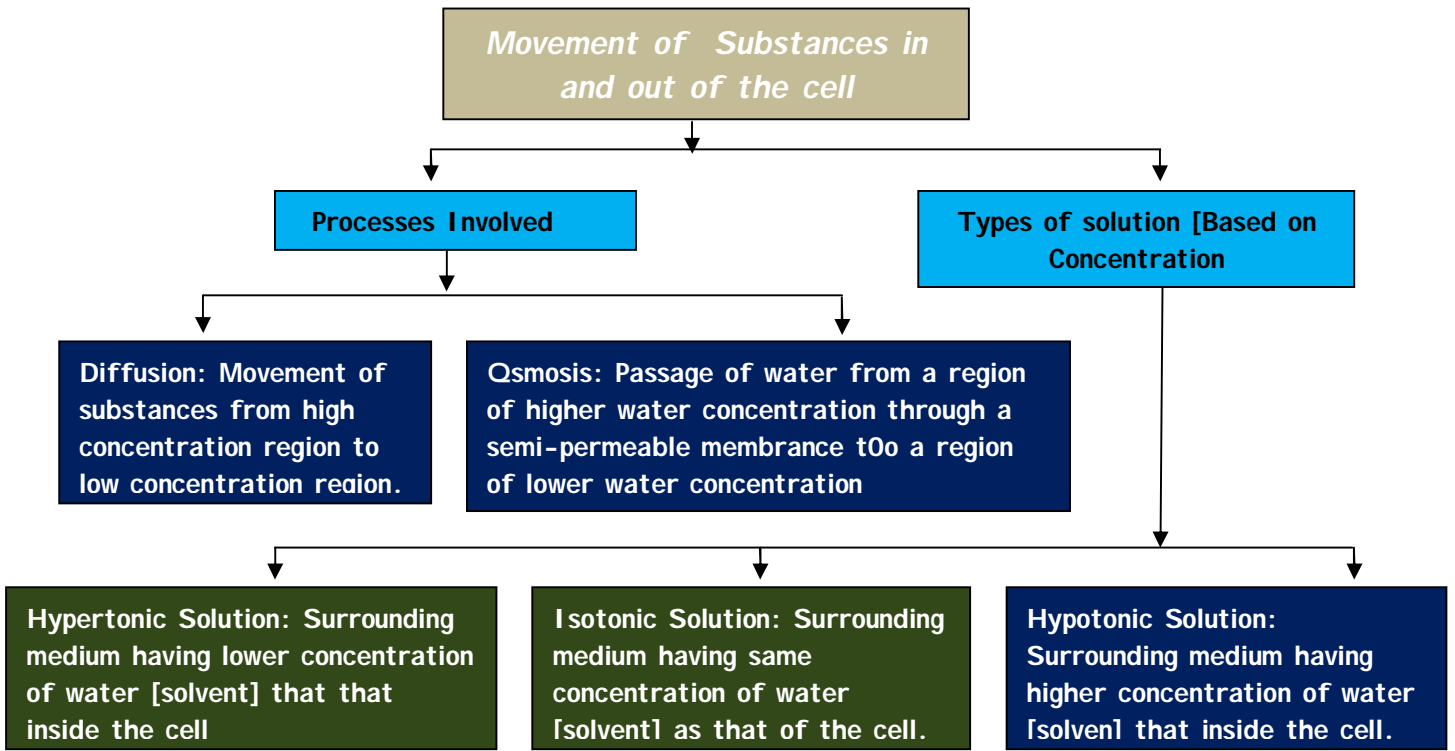 Movement of Substances in
and out of the cell
Processes Involved
Types of solution [Based on
Concentration
Diffusion: Movement of
substances from high
concentration region to
low concentration region.
Qsmosis: Passage of water from a region
of higher water concentration through a
semi-permeable membrance tOo a region
of lower water concentration
Hypertonic Solution: Surrounding
medium having lower concentration
of water [solvent] that that
inside the cell
Isotonic Solution: Surrounding
medium having same
concentration of water
[solvent] as that of the cell.
Hypotonic Solution:
Surrounding medium having
higher concentration of water
[solven] that inside the cell.